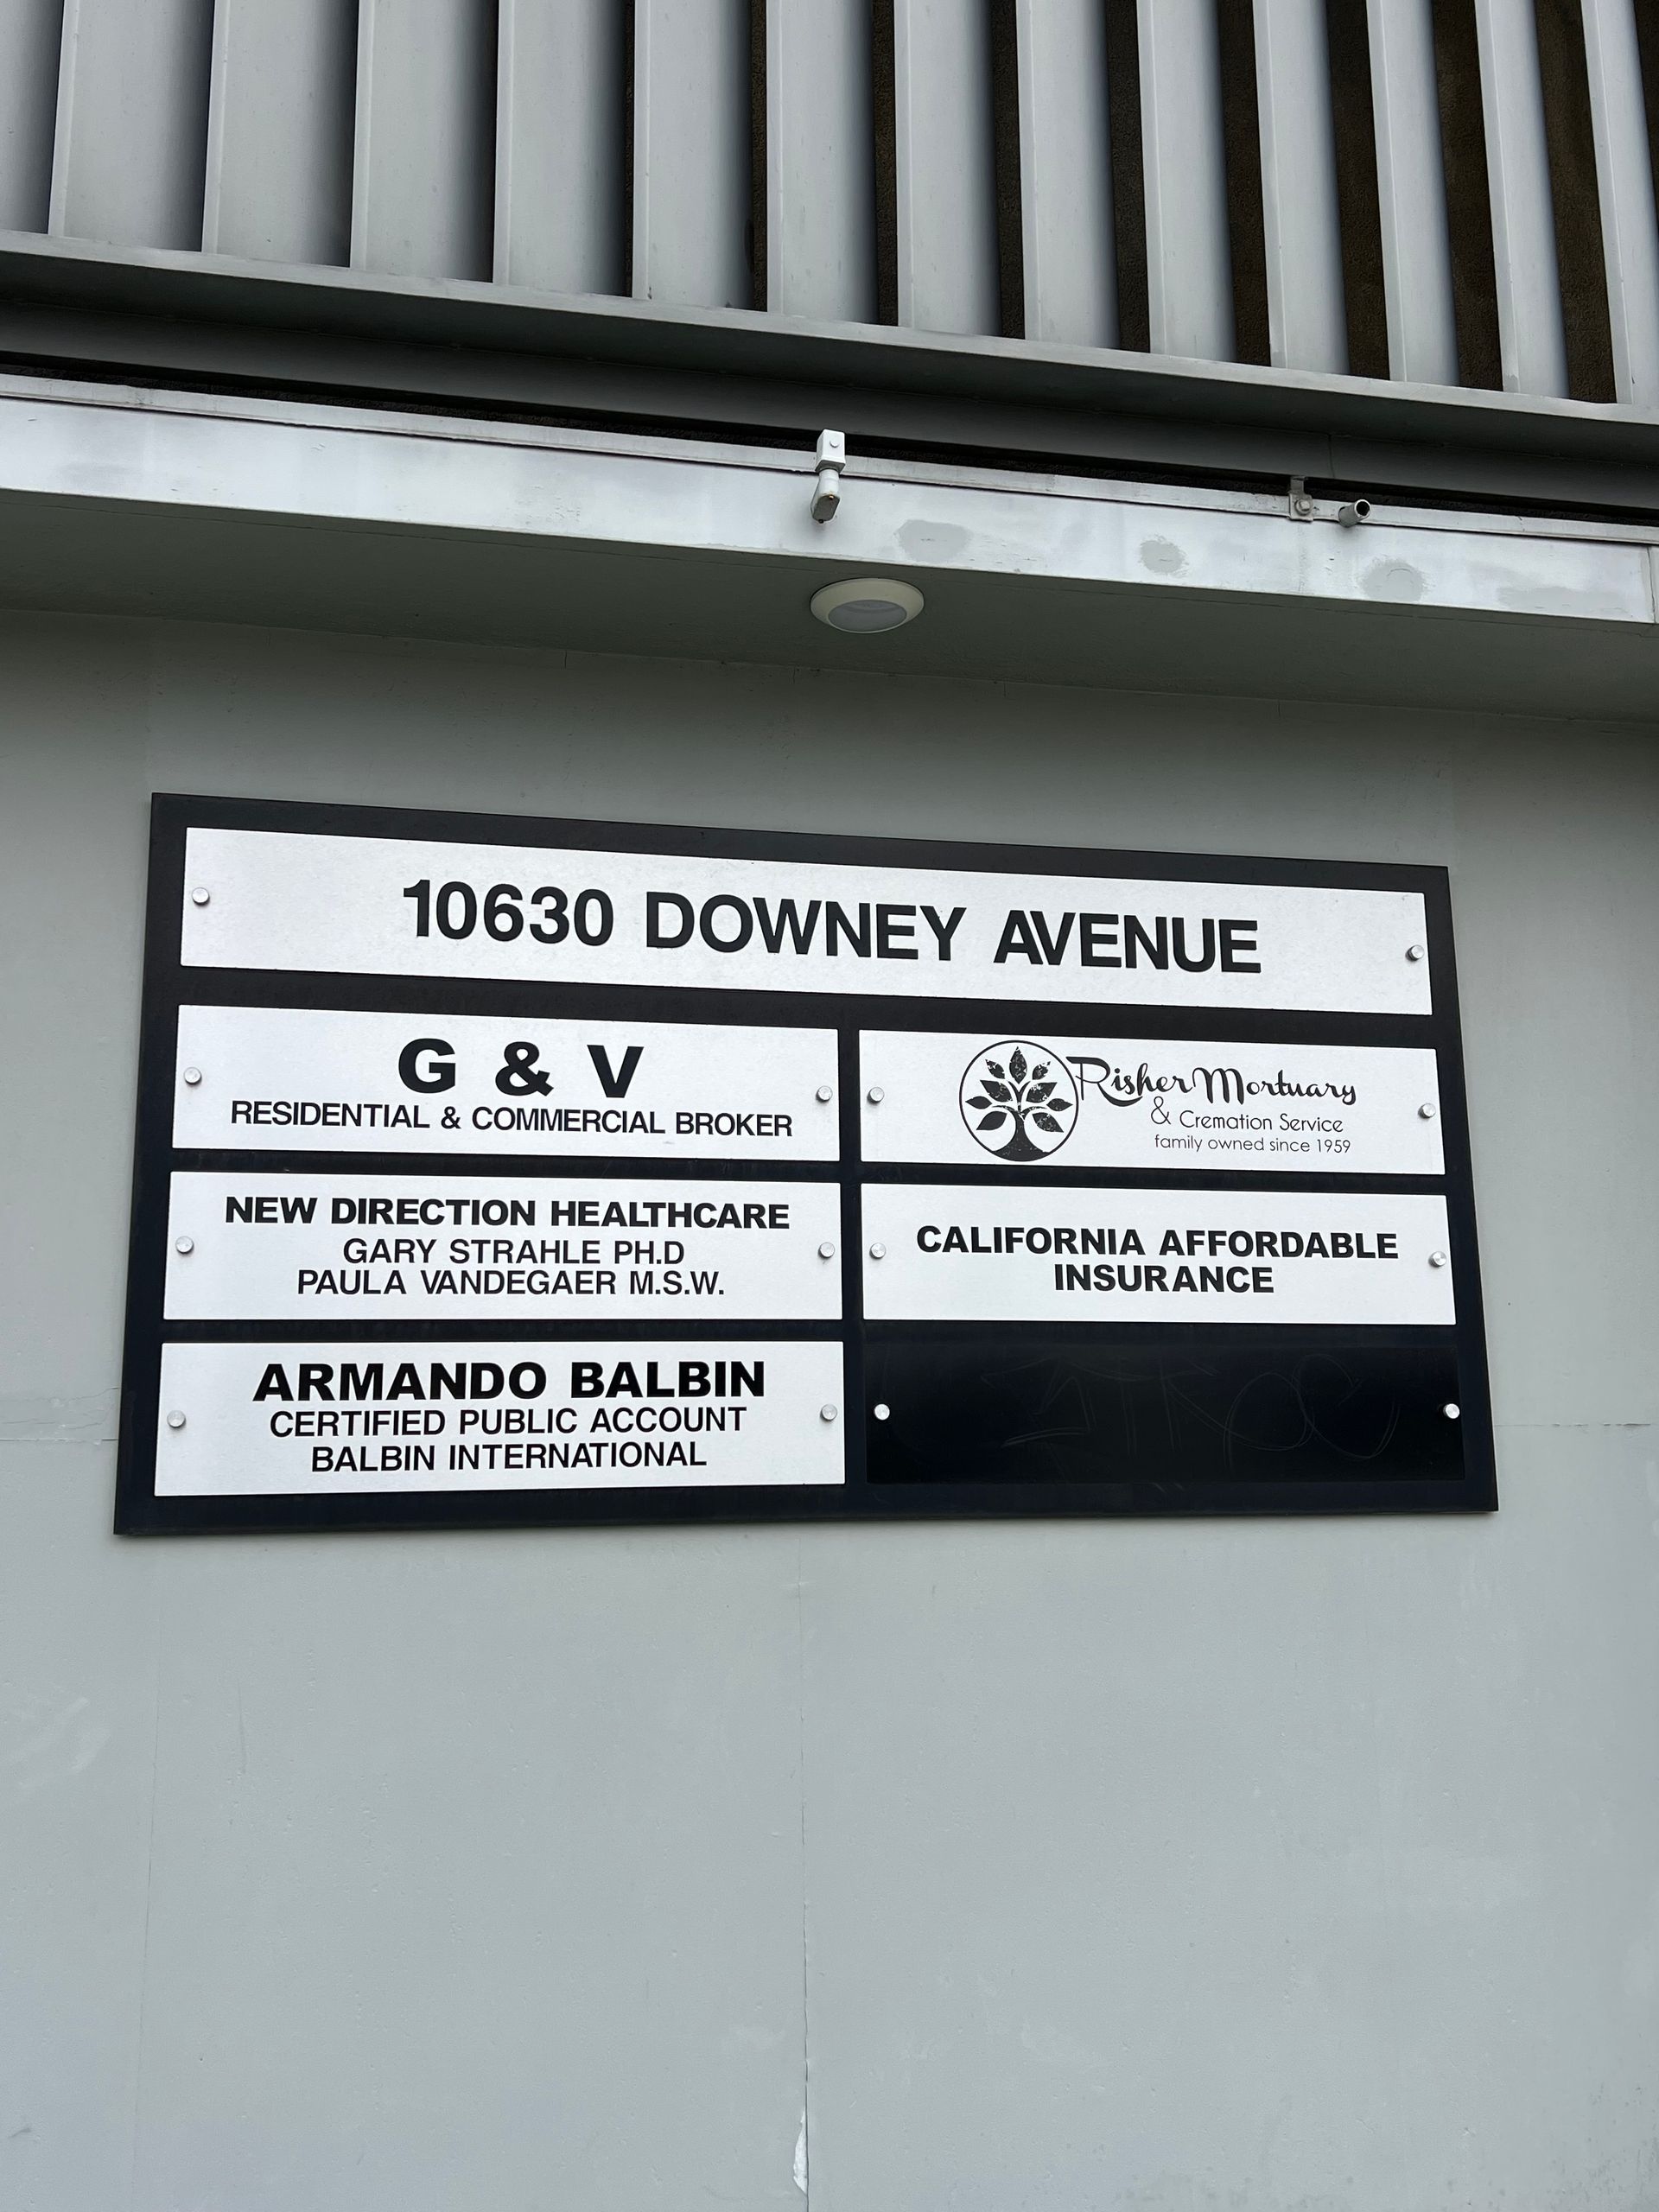 10630 DOWNEY AVENUE
G & V
RESIDENTIAL & COMMERCIAL BROKER
Risher Mortuary
& Cremation Service
family owned since 1959
NEW DIRECTION HEALTHCARE
GARY STRAHLE PH.D
PAULA VANDEGAER M.S.W.
CALIFORNIA AFFORDABLE
INSURANCE
ARMANDO BALBIN
CERTIFIED PUBLIC ACCOUNT
BALBIN INTERNATIONAL